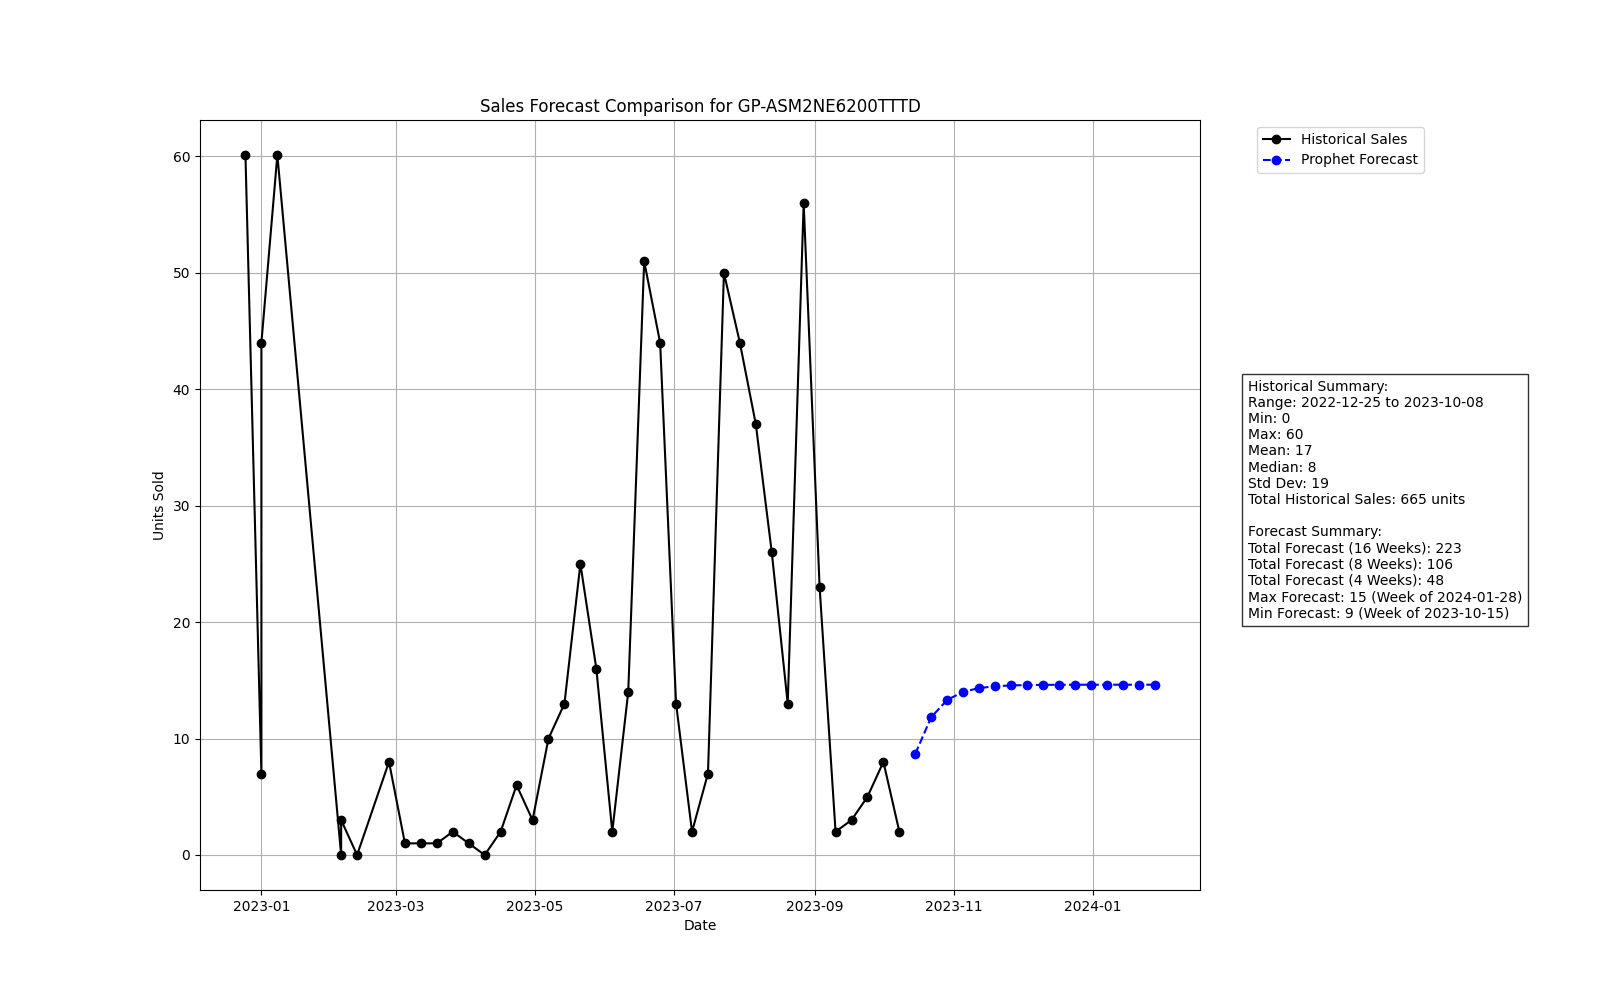 Sales Forecast Comparison for GP-ASM2NE6200TTTD
Historical Sales
Prophet Forecast
60
50
40
30
20
10
0
Units Sold
2023-01
2023-03
2023-05
2023-07
2023-09
2023-11
2024-01
Date
Historical Summary:
Range: 2022-12-25 to 2023-10-08
Min: 0
Max: 60
Mean: 17
Median: 8
Std Dev: 19
Total Historical Sales: 665 units
Forecast Summary:
Total Forecast (16 Weeks): 223
Total Forecast (8 Weeks): 106
Total Forecast (4 Weeks): 48
Max Forecast: 15 (Week of 2024-01-28)
Min Forecast: 9 (Week of 2023-10-15)